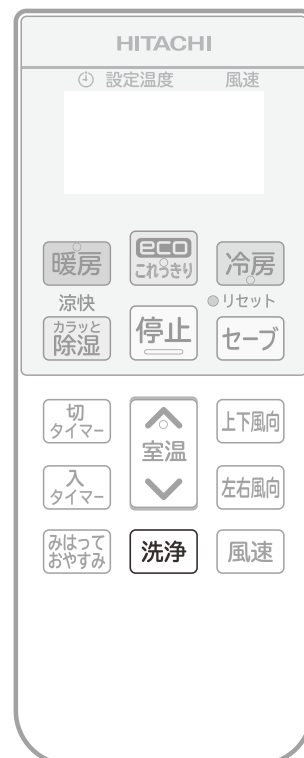 HITACHI
設定温度 風速
暖房 eco これっきり 冷房
涼快 リセット
カラッと除湿 停止 セーブ
切タイマー 室温 上下風向
入タイマー 左右風向
みはっておやすみ 洗浄 風速